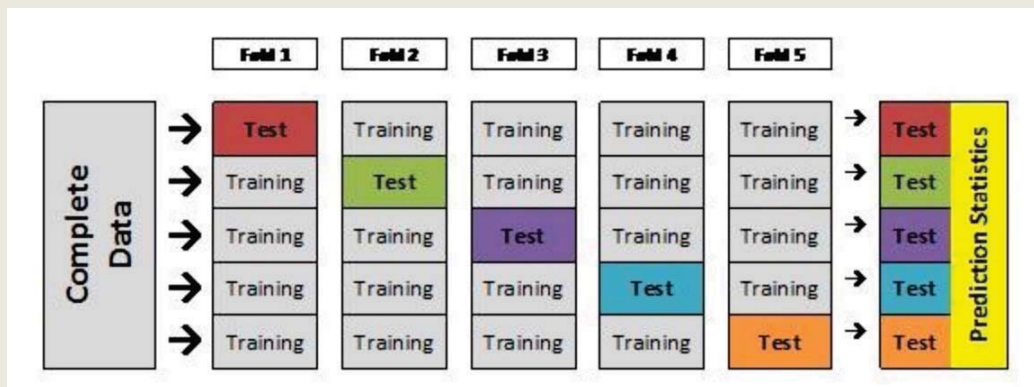 Fold 1 Fold 2 Fold 3 Fold 4 Fold 5
Complete
Data
→ Test Training Training Training Training → Test
→ Training Test Training Training Training → Test
→ Training Training Test Training Training → Test
→ Training Training Training Test Training → Test
→ Training Training Training Training Test → Test
Prediction Statistics